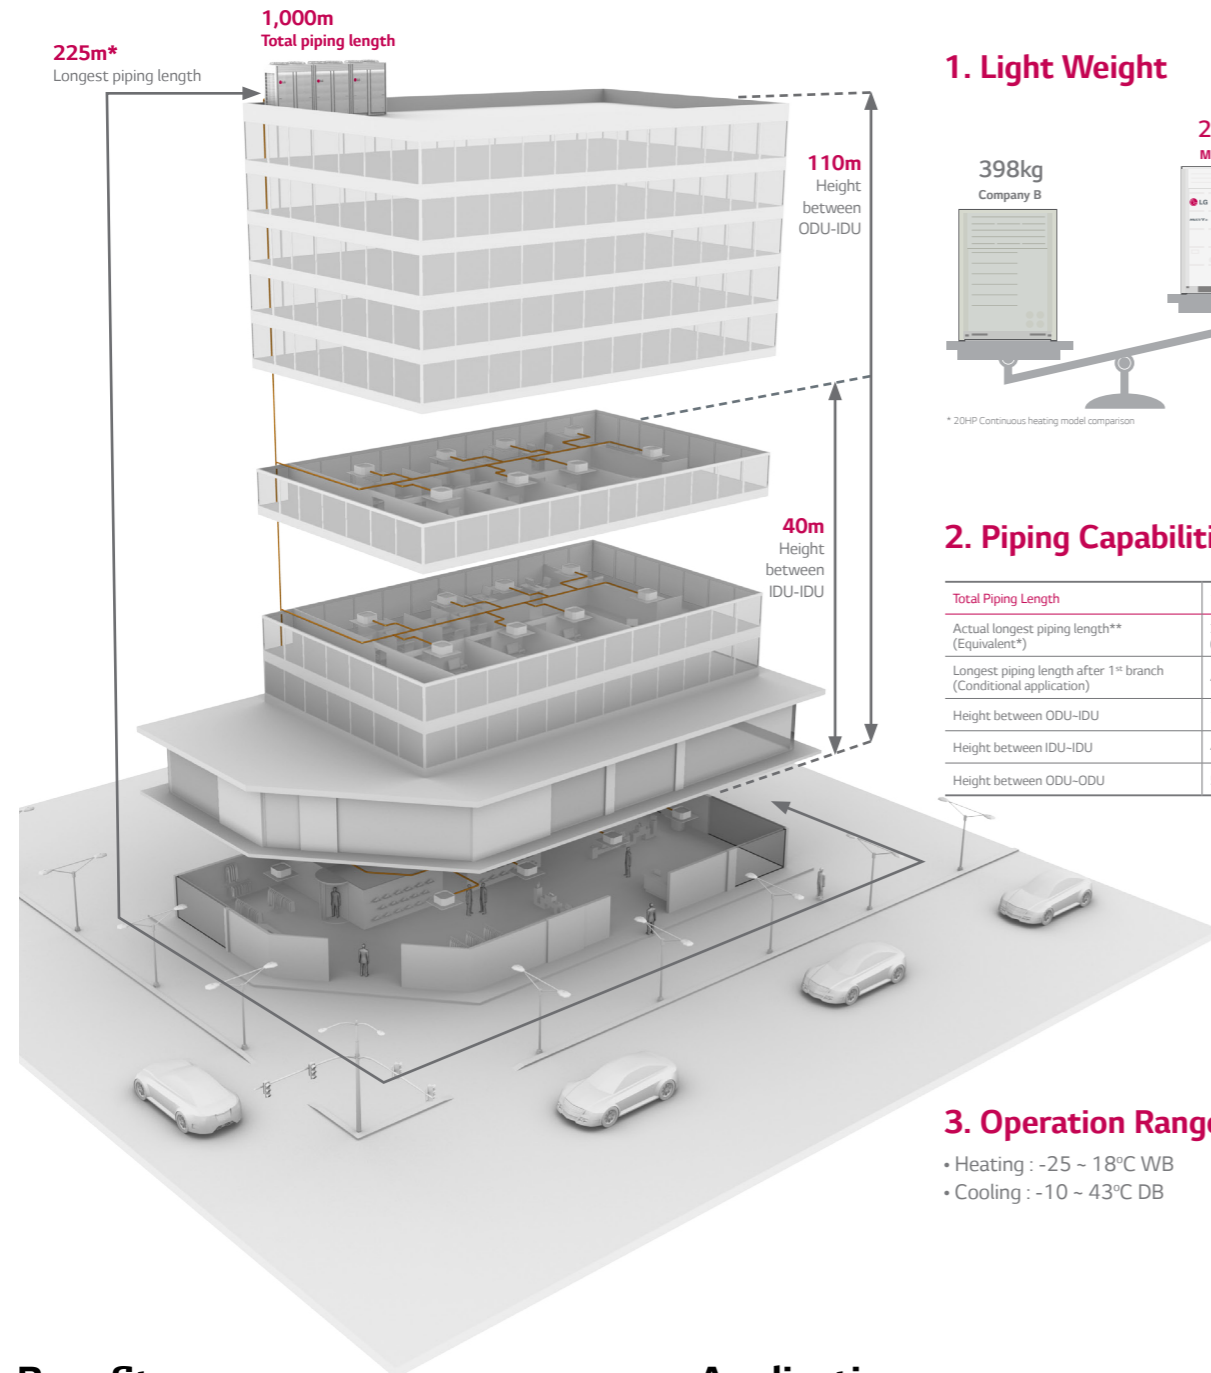 1,000m
Total piping length
225m*
Longest piping length
110m
Height
between
ODU-IDU
40m
Height
between
IDU-IDU
1. Light Weight
398kg
Company B
LG
* 20HP Continuous heating model comparison
2. Piping Capabiliti
Total Piping Length
Actual longest piping length**
(Equivalent*)
Longest piping length after 1st branch
(Conditional application)
Height between ODU~IDU
Height between IDU~IDU
Height between ODU~ODU
3. Operation Range
• Heating : -25 ~ 18°C WB
• Cooling : -10 ~ 43°C DB